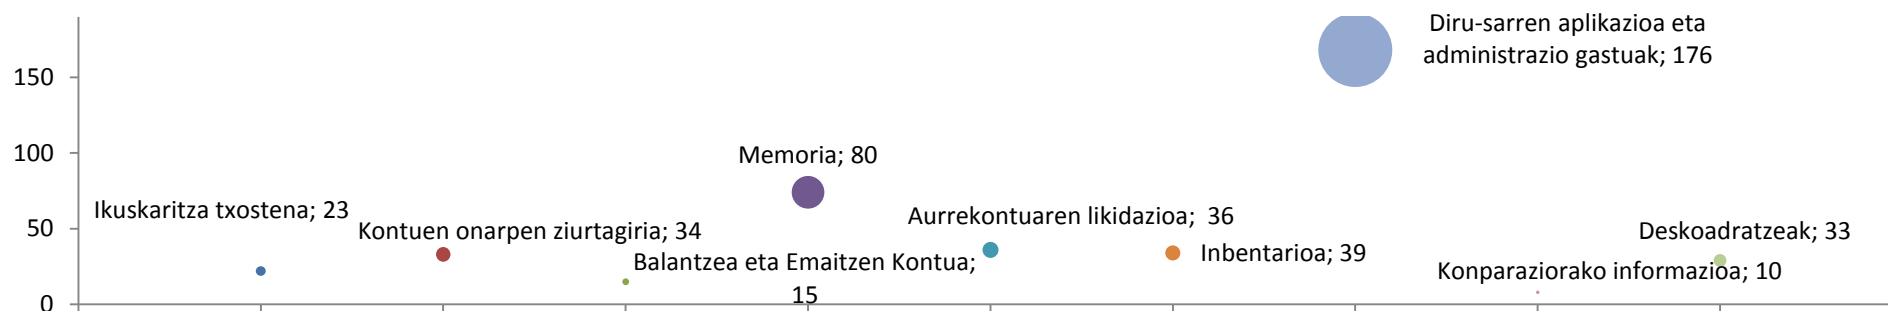 Diru-sarren aplikazioa eta
administrazio gastuak; 176
150
100
Memoria; 80
Ikuskaritza txostena; 23
Kontuen onarpen ziurtagiria; 34
Aurrekontuaren likidazioa; 36
50
Deskoadratzeak; 33
Balantzea eta Emaitzen Kontua;
15
Inbentarioa; 39
Konparaziorako informazioa; 10
0